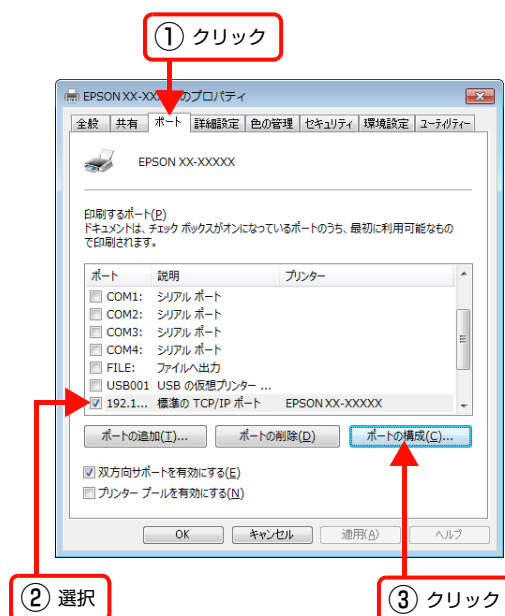 ① クリック
EPSON XX-XXXXXのプロパティ
全般 共有 ポート 詳細設定 色の管理 セキュリティ 環境設定 ユーティリティー
EPSON XX-XXXXX
印刷するポート(P)
ドキュメントは、チェック ボックスがオンになっているポートのうち、最初に利用可能なもの
で印刷されます。
ポート 説明 プリンター
COM1: シリアル ポート
COM2: シリアル ポート
COM3: シリアル ポート
COM4: シリアル ポート
FILE: ファイルへ出力
USB001 USB の仮想プリンター ...
192.1... 標準の TCP/IP ポート EPSON XX-XXXXX
ポートの追加(T)... ポートの削除(D) ポートの構成(C)...
双方向サポートを有効にする(E)
プリンター プールを有効にする(N)
OK キャンセル 適用(A) ヘルプ
② 選択
③ クリック